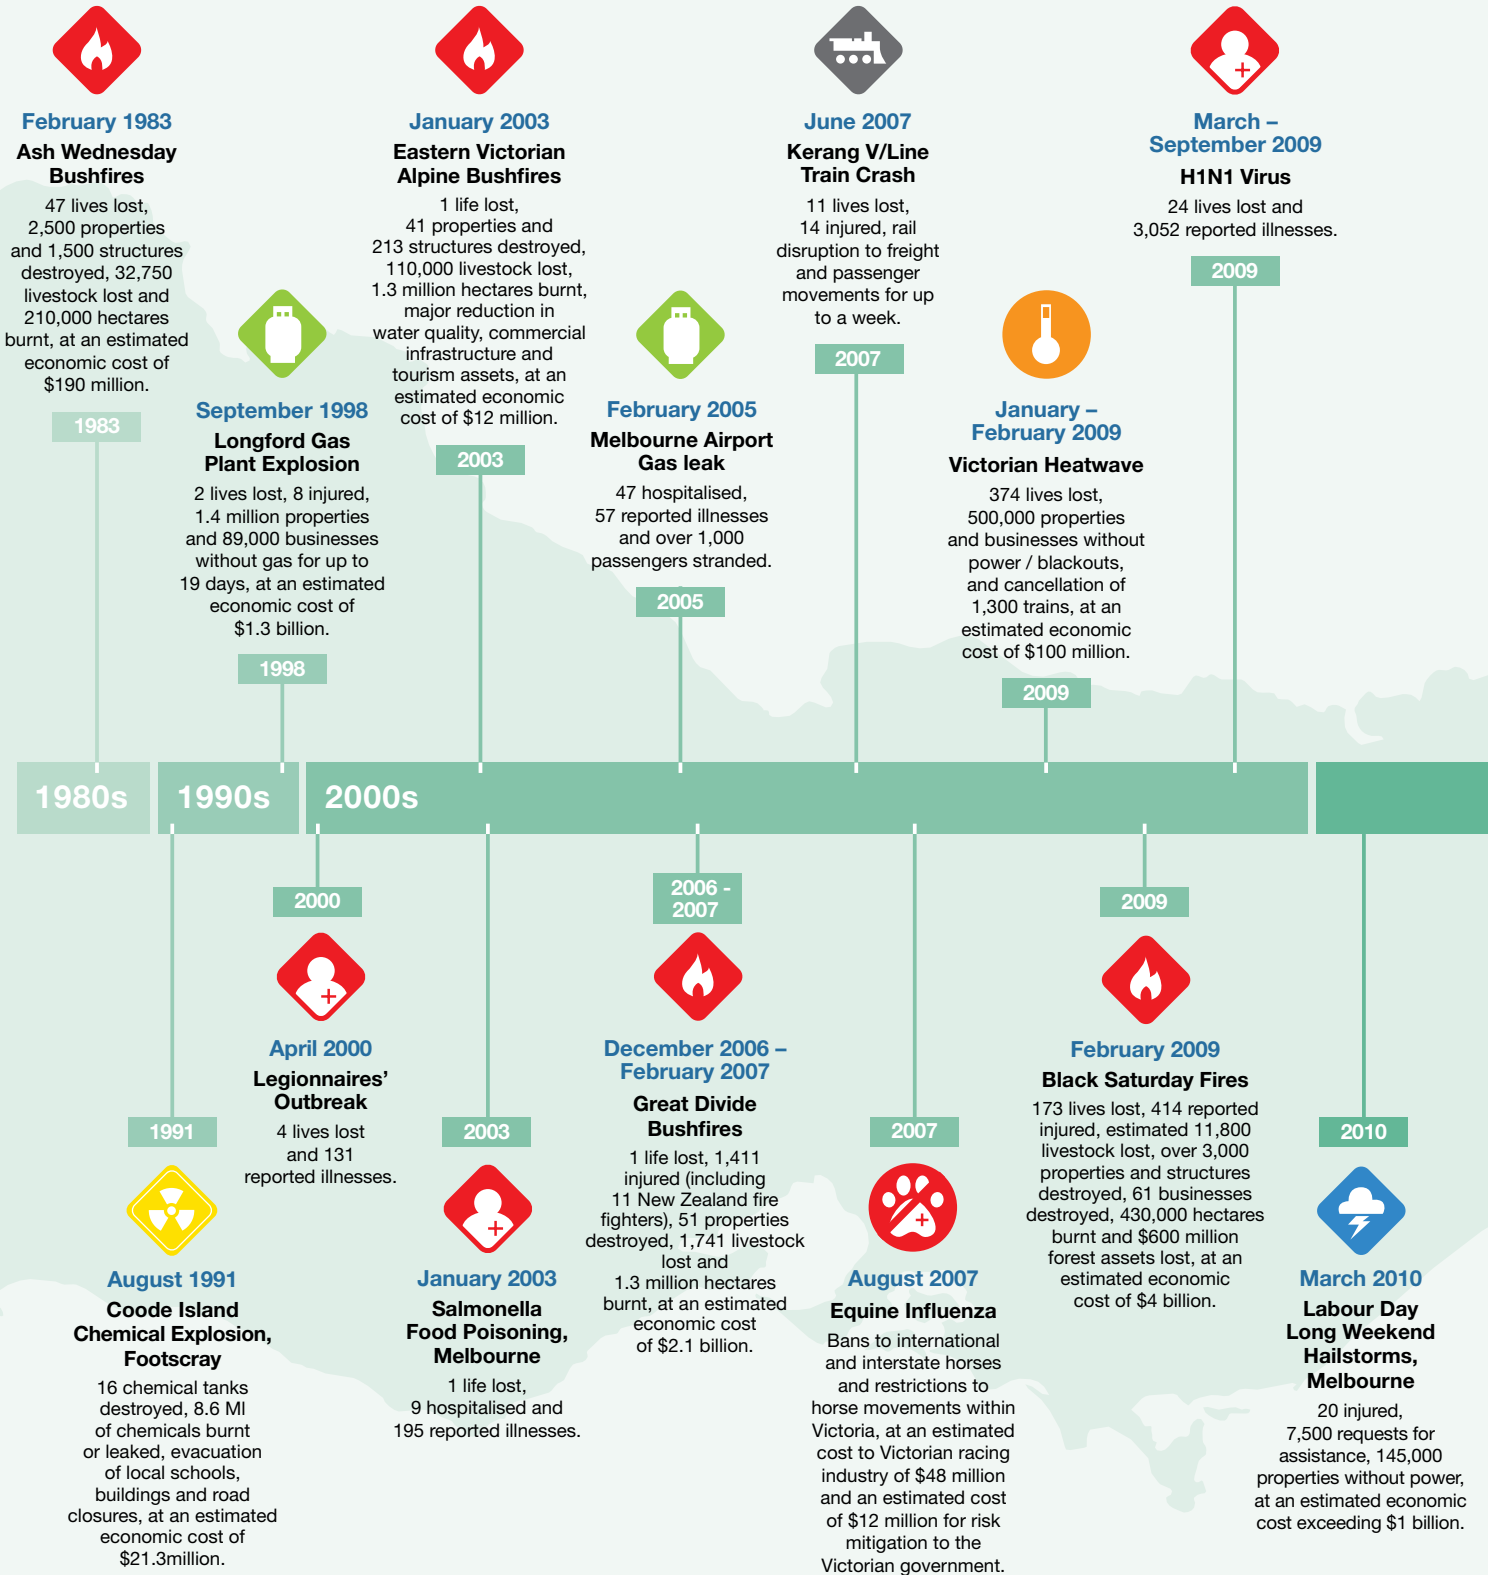 February 1983
Ash Wednesday
Bushfires
47 lives lost,
2,500 properties
and 1,500 structures
destroyed, 32,750
livestock lost and
210,000 hectares
burnt, at an estimated
economic cost of
$190 million.
1983
September 1998
Longford Gas
Plant Explosion
2 lives lost, 8 injured,
1.4 million properties
and 89,000 businesses
without gas for up to
19 days, at an estimated
economic cost of
$1.3 billion.
1998
January 2003
Eastern Victorian
Alpine Bushfires
1 life lost,
41 properties and
213 structures destroyed,
110,000 livestock lost,
1.3 million hectares burnt,
major reduction in
water quality, commercial
infrastructure and
tourism assets, at an
estimated economic
cost of $12 million.
2003
February 2005
Melbourne Airport
Gas leak
47 hospitalised,
57 reported illnesses
and over 1,000
passengers stranded.
2005
June 2007
Kerang V/Line
Train Crash
11 lives lost,
14 injured, rail
disruption to freight
and passenger
movements for up
to a week.
2007
January –
February 2009
Victorian Heatwave
374 lives lost,
500,000 properties
and businesses without
power / blackouts,
and cancellation of
1,300 trains, at an
estimated economic
cost of $100 million.
2009
March –
September 2009
H1N1 Virus
24 lives lost and
3,052 reported illnesses.
2009
1980s
1990s
2000s
1991
August 1991
Coode Island
Chemical Explosion,
Footscray
16 chemical tanks
destroyed, 8.6 Ml
of chemicals burnt
or leaked, evacuation
of local schools,
buildings and road
closures, at an estimated
economic cost of
$21.3million.
2000
April 2000
Legionnaires’
Outbreak
4 lives lost
and 131
reported illnesses.
2003
January 2003
Salmonella
Food Poisoning,
Melbourne
1 life lost,
9 hospitalised and
195 reported illnesses.
2006 -
2007
December 2006 –
February 2007
Great Divide
Bushfires
1 life lost, 1,411
injured (including
11 New Zealand fire
fighters), 51 properties
destroyed, 1,741 livestock
lost and
1.3 million hectares
burnt, at an estimated
economic cost
of $2.1 billion.
2007
August 2007
Equine Influenza
Bans to international
and interstate horses
and restrictions to
horse movements within
Victoria, at an estimated
cost to Victorian racing
industry of $48 million
and an estimated cost
of $12 million for risk
mitigation to the
Victorian government.
2009
February 2009
Black Saturday Fires
173 lives lost, 414 reported
injured, estimated 11,800
livestock lost, over 3,000
properties and structures
destroyed, 61 businesses
destroyed, 430,000 hectares
burnt and $600 million
forest assets lost, at an
estimated economic
cost of $4 billion.
2010
March 2010
Labour Day
Long Weekend
Hailstorms,
Melbourne
20 injured,
7,500 requests for
assistance, 145,000
properties without power,
at an estimated economic
cost exceeding $1 billion.